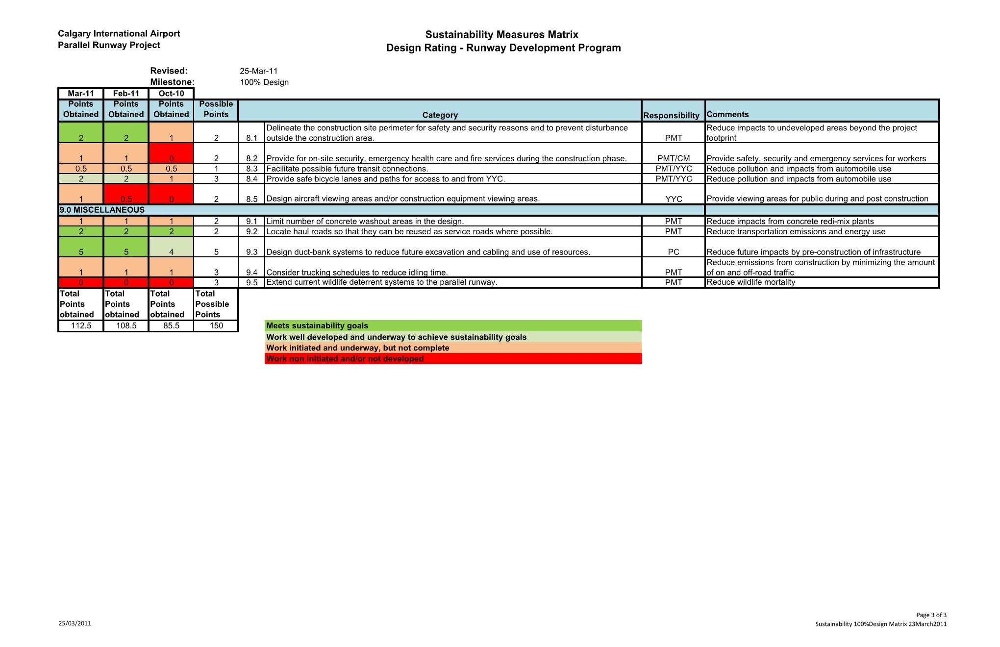 Calgary International Airport
Parallel Runway Project
Sustainability Measures Matrix
Design Rating - Runway Development Program
Revised: 25-Mar-11
Milestone: 100% Design
Mar-11 Feb-11 Oct-10
Points Obtained Points Obtained Points Obtained Possible Points Category Responsibility Comments
2 2 1 2 8.1 Delineate the construction site perimeter for safety and security reasons and to prevent disturbance outside the construction area. PMT Reduce impacts to undeveloped areas beyond the project footprint
1 1 0 2 8.2 Provide for on-site security, emergency health care and fire services during the construction phase. PMT/CM Provide safety, security and emergency services for workers
0.5 0.5 0.5 1 8.3 Facilitate possible future transit connections. PMT/YYC Reduce pollution and impacts from automobile use
2 2 1 3 8.4 Provide safe bicycle lanes and paths for access to and from YYC. PMT/YYC Reduce pollution and impacts from automobile use
1 0.5 0 2 8.5 Design aircraft viewing areas and/or construction equipment viewing areas. YYC Provide viewing areas for public during and post construction
9.0 MISCELLANEOUS
1 1 1 2 9.1 Limit number of concrete washout areas in the design. PMT Reduce impacts from concrete redi-mix plants
2 2 2 2 9.2 Locate haul roads so that they can be reused as service roads where possible. PMT Reduce transportation emissions and energy use
5 5 4 5 9.3 Design duct-bank systems to reduce future excavation and cabling and use of resources. PC Reduce future impacts by pre-construction of infrastructure
1 1 1 3 9.4 Consider trucking schedules to reduce idling time. PMT Reduce emissions from construction by minimizing the amount of on and off-road traffic
0 0 0 3 9.5 Extend current wildlife deterrent systems to the parallel runway. PMT Reduce wildlife mortality
Total Points obtained Total Points obtained Total Points obtained Total Possible Points
112.5 108.5 85.5 150
Meets sustainability goals
Work well developed and underway to achieve sustainability goals
Work initiated and underway, but not complete
Work non initiated and/or not developed
Page 3 of 3
25/03/2011 Sustainability 100%Design Matrix 23March2011